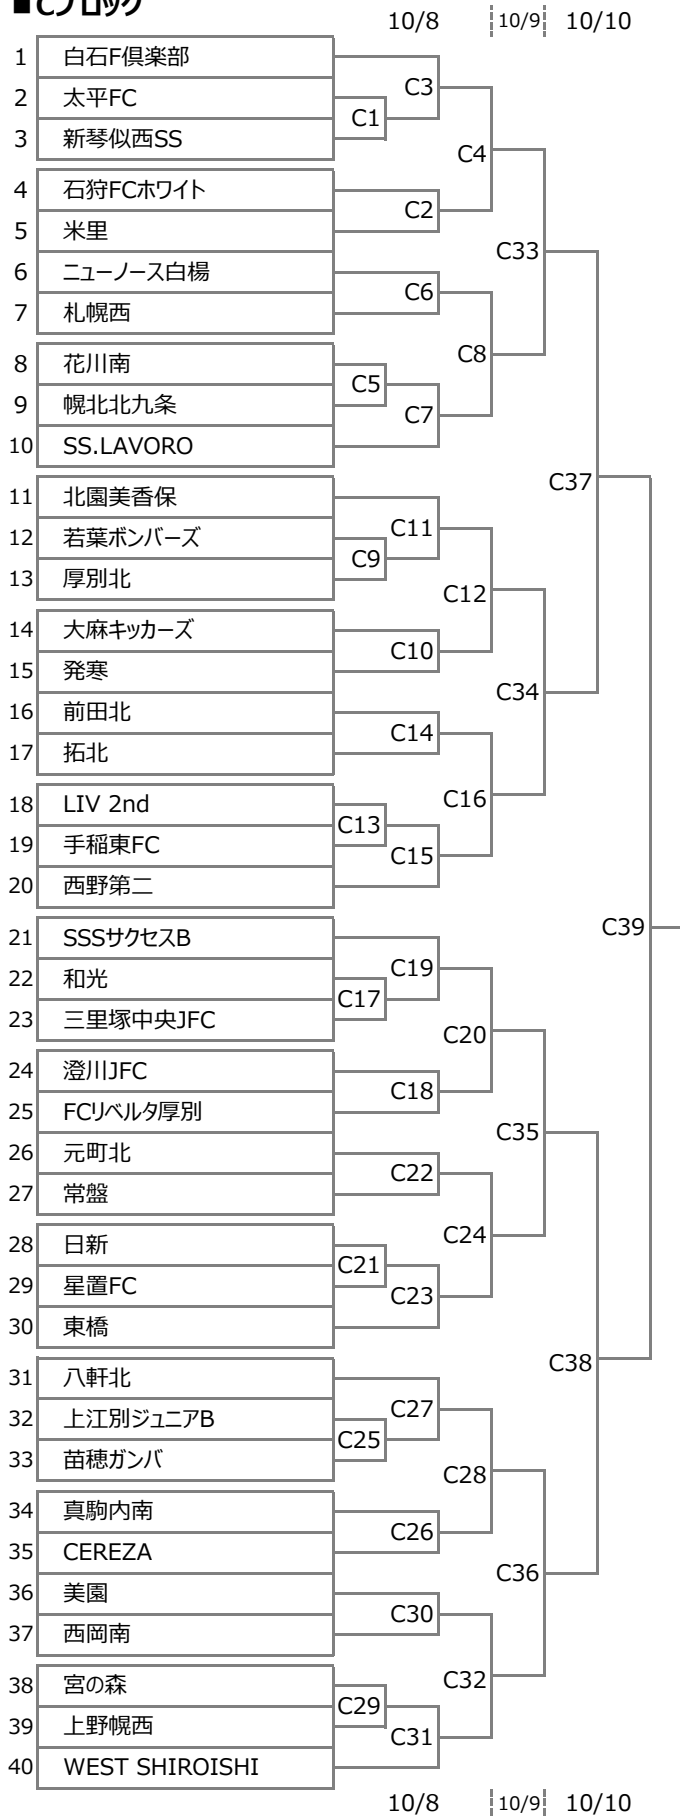 ■Cブロック
10/8 10/9 10/10
1 白石F倶楽部
C3
2 太平FC
C1
3 新琴似西SS
C4
4 石狩FCホワイト
C2
5 米里
C33
6 ニューノース白楊
C6
7 札幌西
C8
8 花川南
C5
9 幌北北九条
C7
10 SS.LAVORO
C37
11 北園美香保
C11
12 若葉ボンバーズ
C9
13 厚別北
C12
14 大麻キッカーズ
C10
15 発寒
C34
16 前田北
C14
17 拓北
C16
18 LIV 2nd
C13
19 手稲東FC
C15
20 西野第二
C39
21 SSSサクセスB
C19
22 和光
C17
23 三里塚中央JFC
C20
24 澄川JFC
C18
25 FCリベルタ厚別
C35
26 元町北
C22
27 常盤
C24
28 日新
C21
29 星置FC
C23
30 東橋
C38
31 八軒北
C27
32 上江別ジュニアB
C25
33 苗穂ガンバ
C28
34 真駒内南
C26
35 CEREZA
C36
36 美園
C30
37 西岡南
C32
38 宮の森
C29
39 上野幌西
C31
40 WEST SHIROISHI
10/8 10/9 10/10